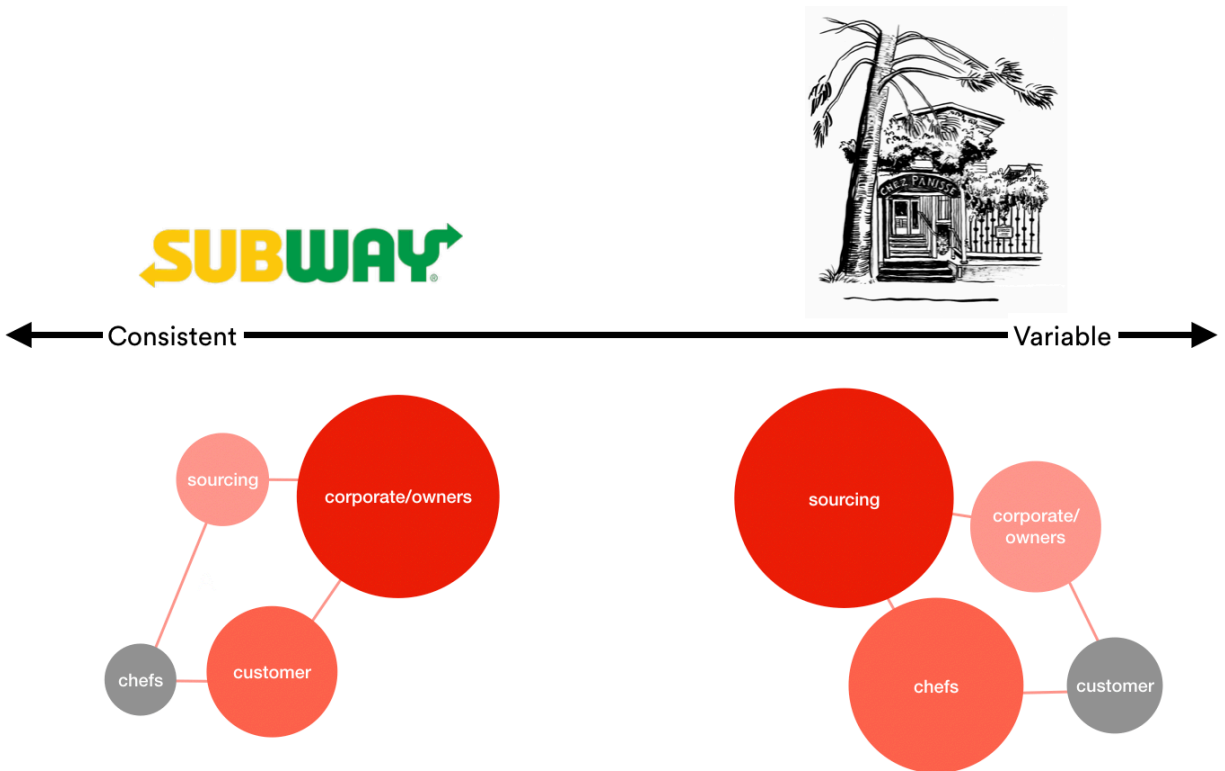 CHEZ PANISSE
SUBWAY®
Consistent
Variable
sourcing
corporate/owners
chefs
customer
sourcing
corporate/
owners
chefs
customer